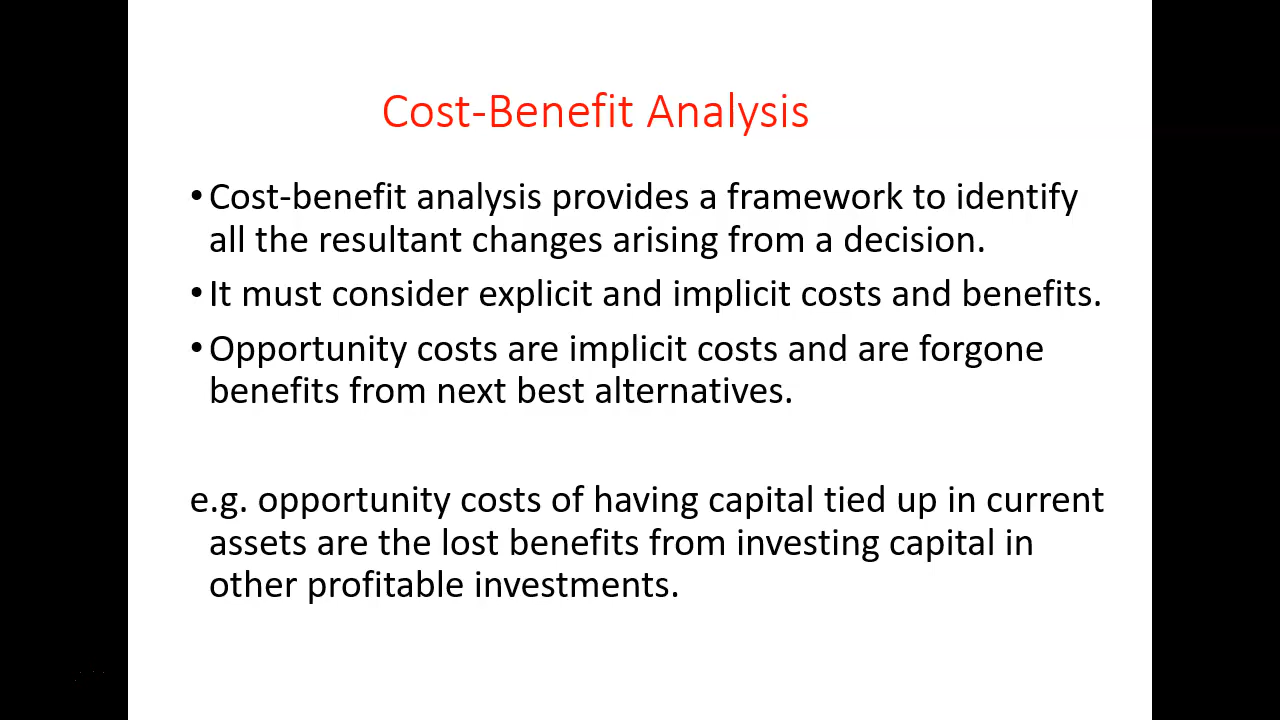 Cost-Benefit Analysis
•Cost-benefit analysis provides a framework to identify
all the resultant changes arising from a decision.
•It must consider explicit and implicit costs and benefits.
•Opportunity costs are implicit costs and are forgone
benefits from next best alternatives.
e.g. opportunity costs of having capital tied up in current
assets are the lost benefits from investing capital in
other profitable investments.